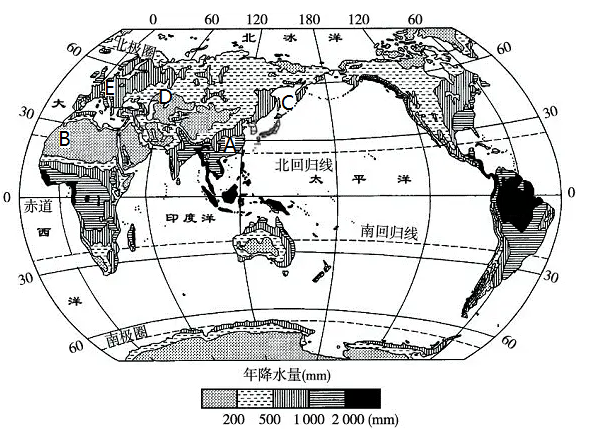 0 60 120 180 120 60
60 北极圈 北 冰 洋 60
E D C
大 30 B A 30
北回归线
太 平 洋
0 赤道 0
印度洋
西 南回归线
30 30
洋
60 南极圈 60
年降水量(mm)
200 500 1 000 2 000 (mm)